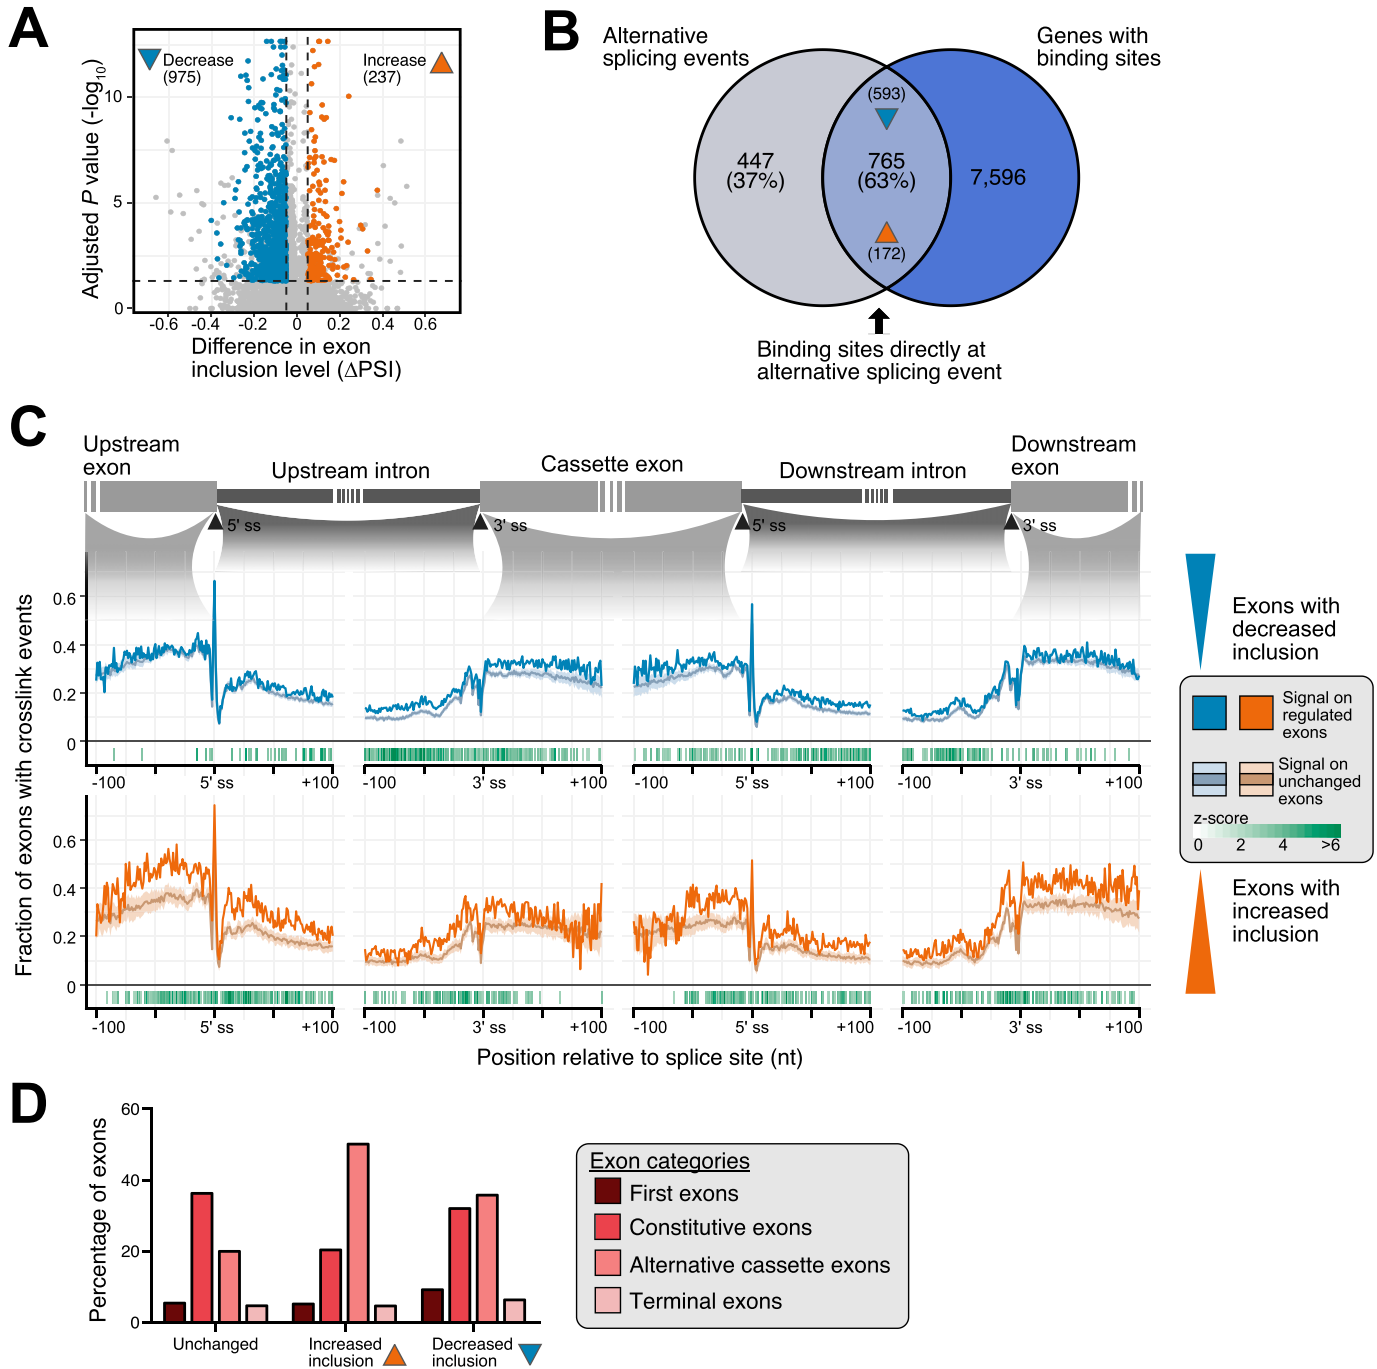 A
Decrease
(975)
Increase
(237)
Adjusted P value (-log10)
10
5
0
-0.6
-0.4
-0.2
0
0.2
0.4
0.6
Difference in exon
inclusion level (ΔPSI)
B
Alternative
splicing events
Genes with
binding sites
(593)
447
(37%)
765
(63%)
7,596
(172)
Binding sites directly at
alternative splicing event
C
Upstream
exon
Upstream intron
Cassette exon
Downstream intron
Downstream
exon
5' ss
3' ss
5' ss
3' ss
Fraction of exons with crosslink events
0.6
0.4
0.2
0
-100
5' ss
+100
-100
3' ss
+100
-100
5' ss
+100
-100
3' ss
+100
0.6
0.4
0.2
0
-100
5' ss
+100
-100
3' ss
+100
-100
5' ss
+100
-100
3' ss
+100
Position relative to splice site (nt)
Exons with
decreased
inclusion
Signal on
regulated
exons
Signal on
unchanged
exons
z-score
0
2
4
>6
Exons with
increased
inclusion
D
Percentage of exons
60
40
20
0
Unchanged
Increased
inclusion
Decreased
inclusion
Exon categories
First exons
Constitutive exons
Alternative cassette exons
Terminal exons